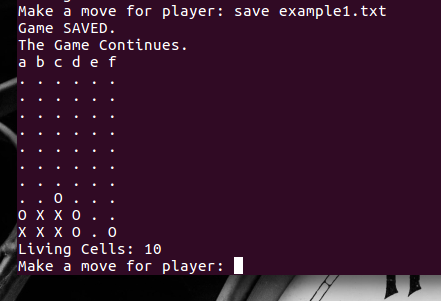 Make a move for player: save example1.txt
Game SAVED.
The Game Continues.
a b c d e f
. . . . . .
. . . . . .
. . . . . .
. . . . . .
. . . . . .
. . . . . .
. . . . . .
. . O . . .
O X X O . .
X X X O . O
Living Cells: 10
Make a move for player: